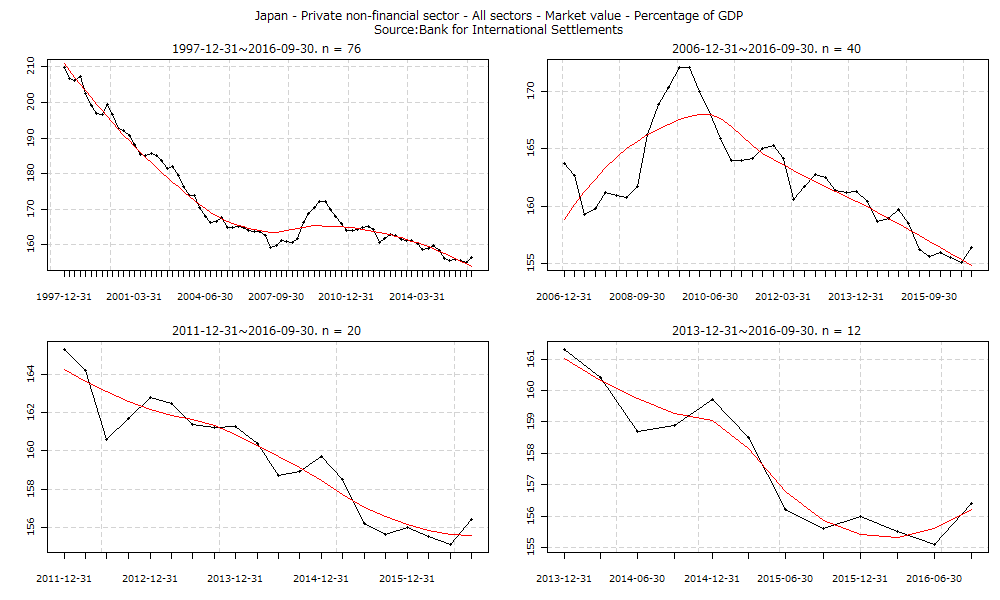 Japan - Private non-financial sector - All sectors - Market value - Percentage of GDP
Source:Bank for International Settlements
1997-12-31~2016-09-30. n = 76
210
200
190
180
170
160
1997-12-31 2001-03-31 2004-06-30 2007-09-30 2010-12-31 2014-03-31
2006-12-31~2016-09-30. n = 40
170
165
160
155
2006-12-31 2008-09-30 2010-06-30 2012-03-31 2013-12-31 2015-09-30
2011-12-31~2016-09-30. n = 20
164
162
160
158
156
2011-12-31 2012-12-31 2013-12-31 2014-12-31 2015-12-31
2013-12-31~2016-09-30. n = 12
161
160
159
158
157
156
155
2013-12-31 2014-06-30 2014-12-31 2015-06-30 2015-12-31 2016-06-30